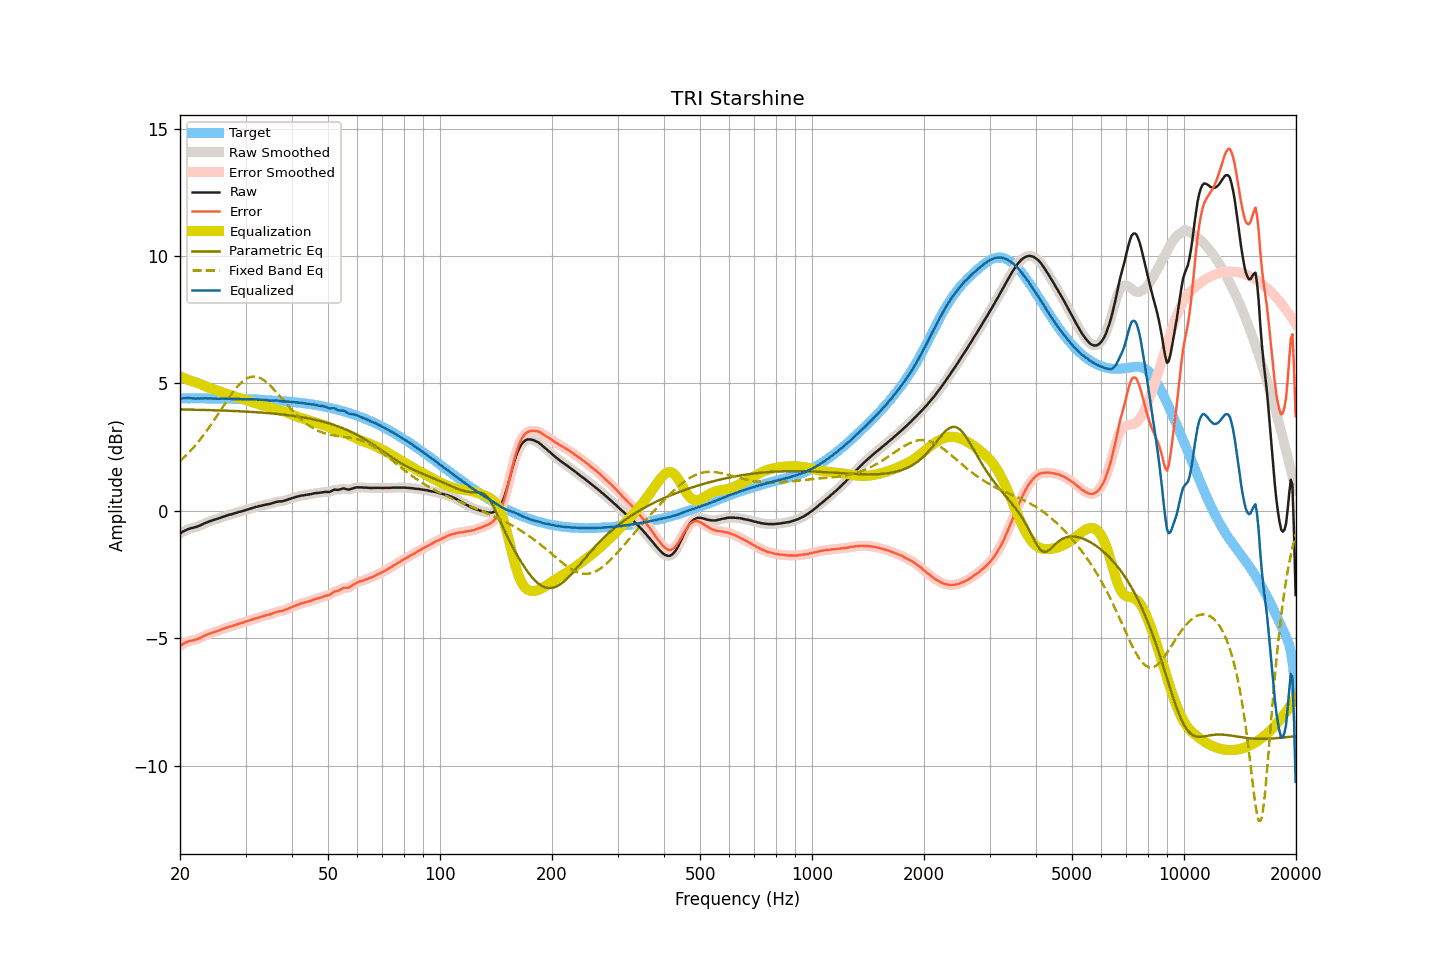 TRI Starshine
15
10
5
0
−5
−10
Amplitude (dBr)
Target
Raw Smoothed
Error Smoothed
Raw
Error
Equalization
Parametric Eq
Fixed Band Eq
Equalized
20 50 100 200 500 1000 2000 5000 10000 20000
Frequency (Hz)